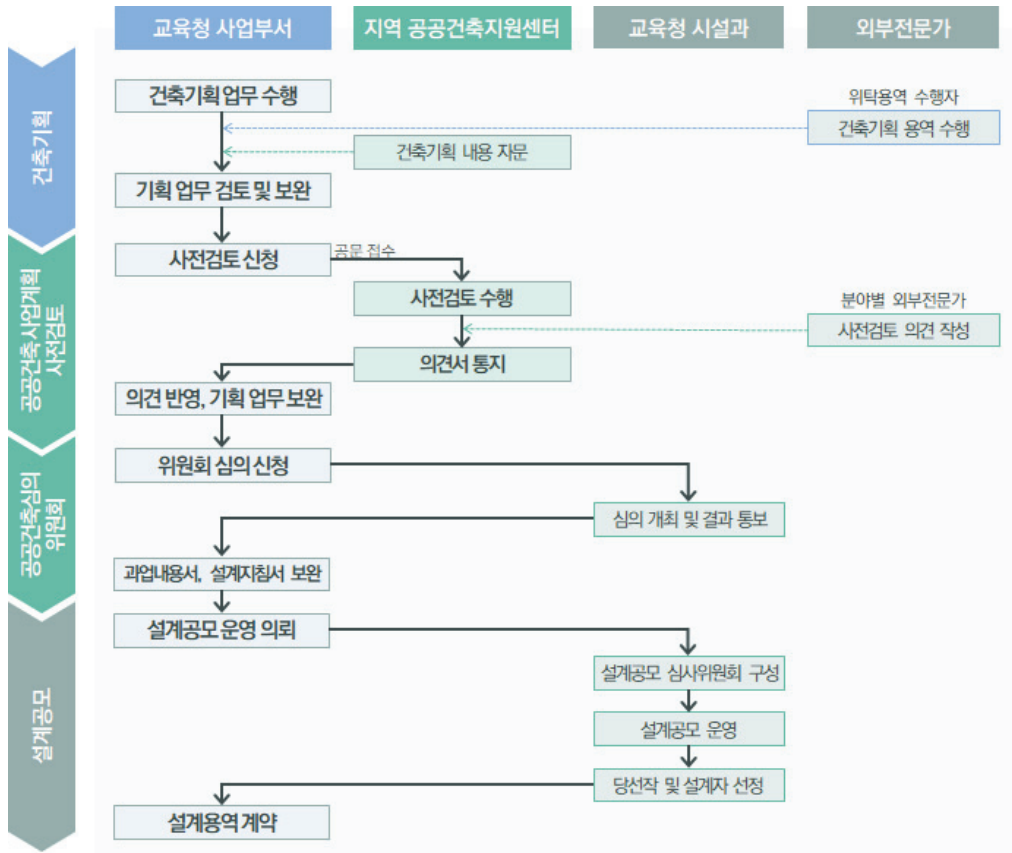 교육청 사업부서
지역 공공건축지원센터
교육청 시설과
외부전문가
건축기획
건축기획 업무 수행
위탁용역 수행자
건축기획 용역 수행
건축기획 내용 자문
기획 업무 검토 및 보완
공공건축 사업계획
사전검토
사전검토 신청
공문 접수
사전검토 수행
분야별 외부전문가
사전검토 의견 작성
의견서 통지
의견 반영, 기획 업무 보완
공공건축심의
위원회
위원회 심의 신청
심의 개최 및 결과 통보
과업내용서, 설계지침서 보완
설계공모
설계공모 운영 의뢰
설계공모 심사위원회 구성
설계공모 운영
당선작 및 설계자 선정
설계용역 계약